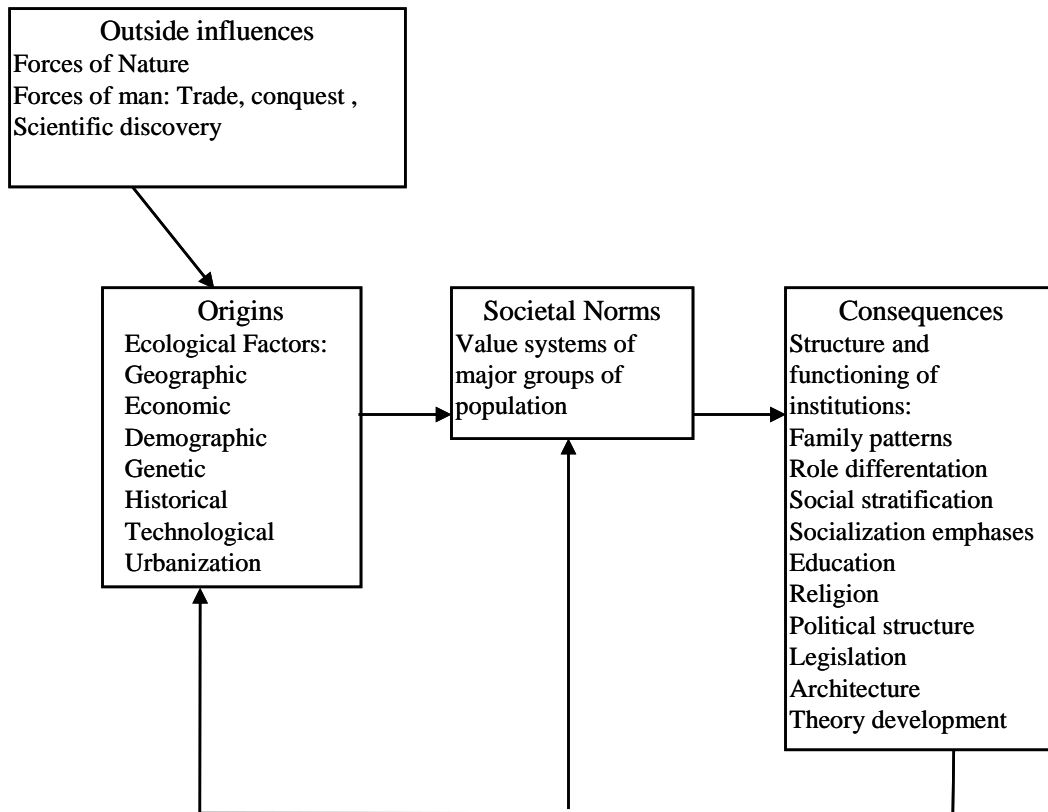 Outside influences
Forces of Nature
Forces of man: Trade, conquest ,
Scientific discovery
Origins
Ecological Factors:
Geographic
Economic
Demographic
Genetic
Historical
Technological
Urbanization
Societal Norms
Value systems of
major groups of
population
Consequences
Structure and
functioning of
institutions:
Family patterns
Role differentation
Social stratification
Socialization emphases
Education
Religion
Political structure
Legislation
Architecture
Theory development